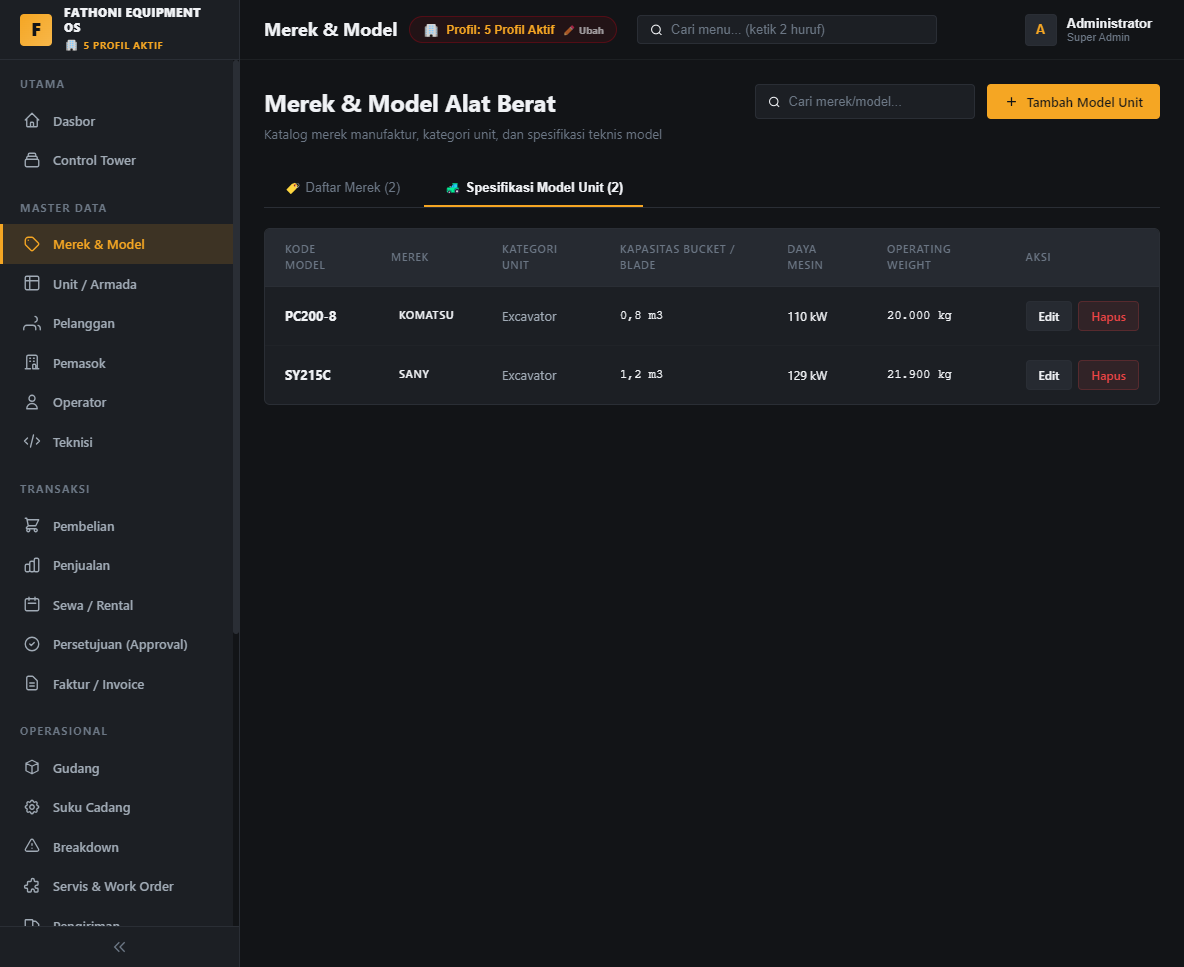 F
FATHONI EQUIPMENT
OS
5 PROFIL AKTIF
Merek & Model
Profil: 5 Profil Aktif
Ubah
Cari menu... (ketik 2 huruf)
A
Administrator
Super Admin
UTAMA
Dasbor
Control Tower
MASTER DATA
Merek & Model
Unit / Armada
Pelanggan
Pemasok
Operator
Teknisi
TRANSAKSI
Pembelian
Penjualan
Sewa / Rental
Persetujuan (Approval)
Faktur / Invoice
OPERASIONAL
Gudang
Suku Cadang
Breakdown
Servis & Work Order
Pengiriman
Merek & Model Alat Berat
Katalog merek manufaktur, kategori unit, dan spesifikasi teknis model
Cari merek/model...
+ Tambah Model Unit
Daftar Merek (2)
Spesifikasi Model Unit (2)
KODE MODEL MEREK KATEGORI UNIT KAPASITAS BUCKET / BLADE DAYA MESIN OPERATING WEIGHT AKSI
PC200-8 KOMATSU Excavator 0,8 m3 110 kW 20.000 kg Edit Hapus
SY215C SANY Excavator 1,2 m3 129 kW 21.900 kg Edit Hapus